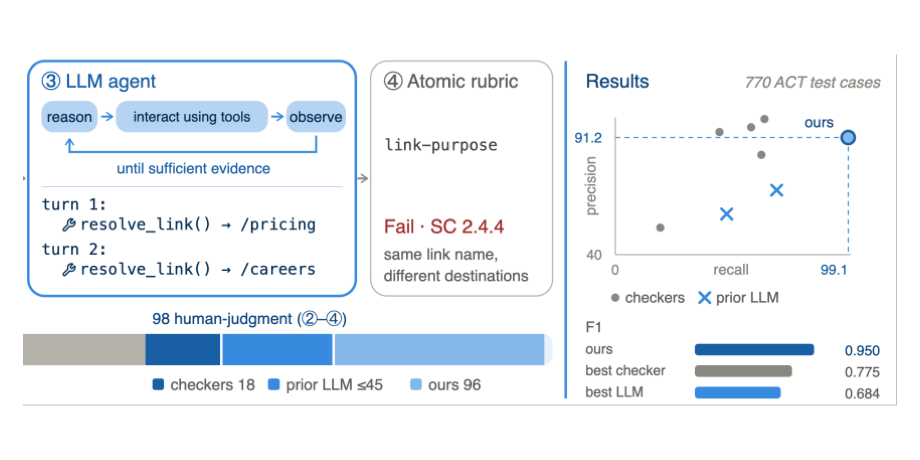 ③ LLM agent
reason
interact using tools
observe
until sufficient evidence
turn 1:
resolve_link() → /pricing
turn 2:
resolve_link() → /careers
④ Atomic rubric
link-purpose
Fail · SC 2.4.4
same link name,
different destinations
98 human-judgment (②–④)
checkers 18
prior LLM ≤45
ours 96
Results
770 ACT test cases
ours
91.2
precision
40
0
recall
99.1
checkers
prior LLM
F1
ours 0.950
best checker 0.775
best LLM 0.684